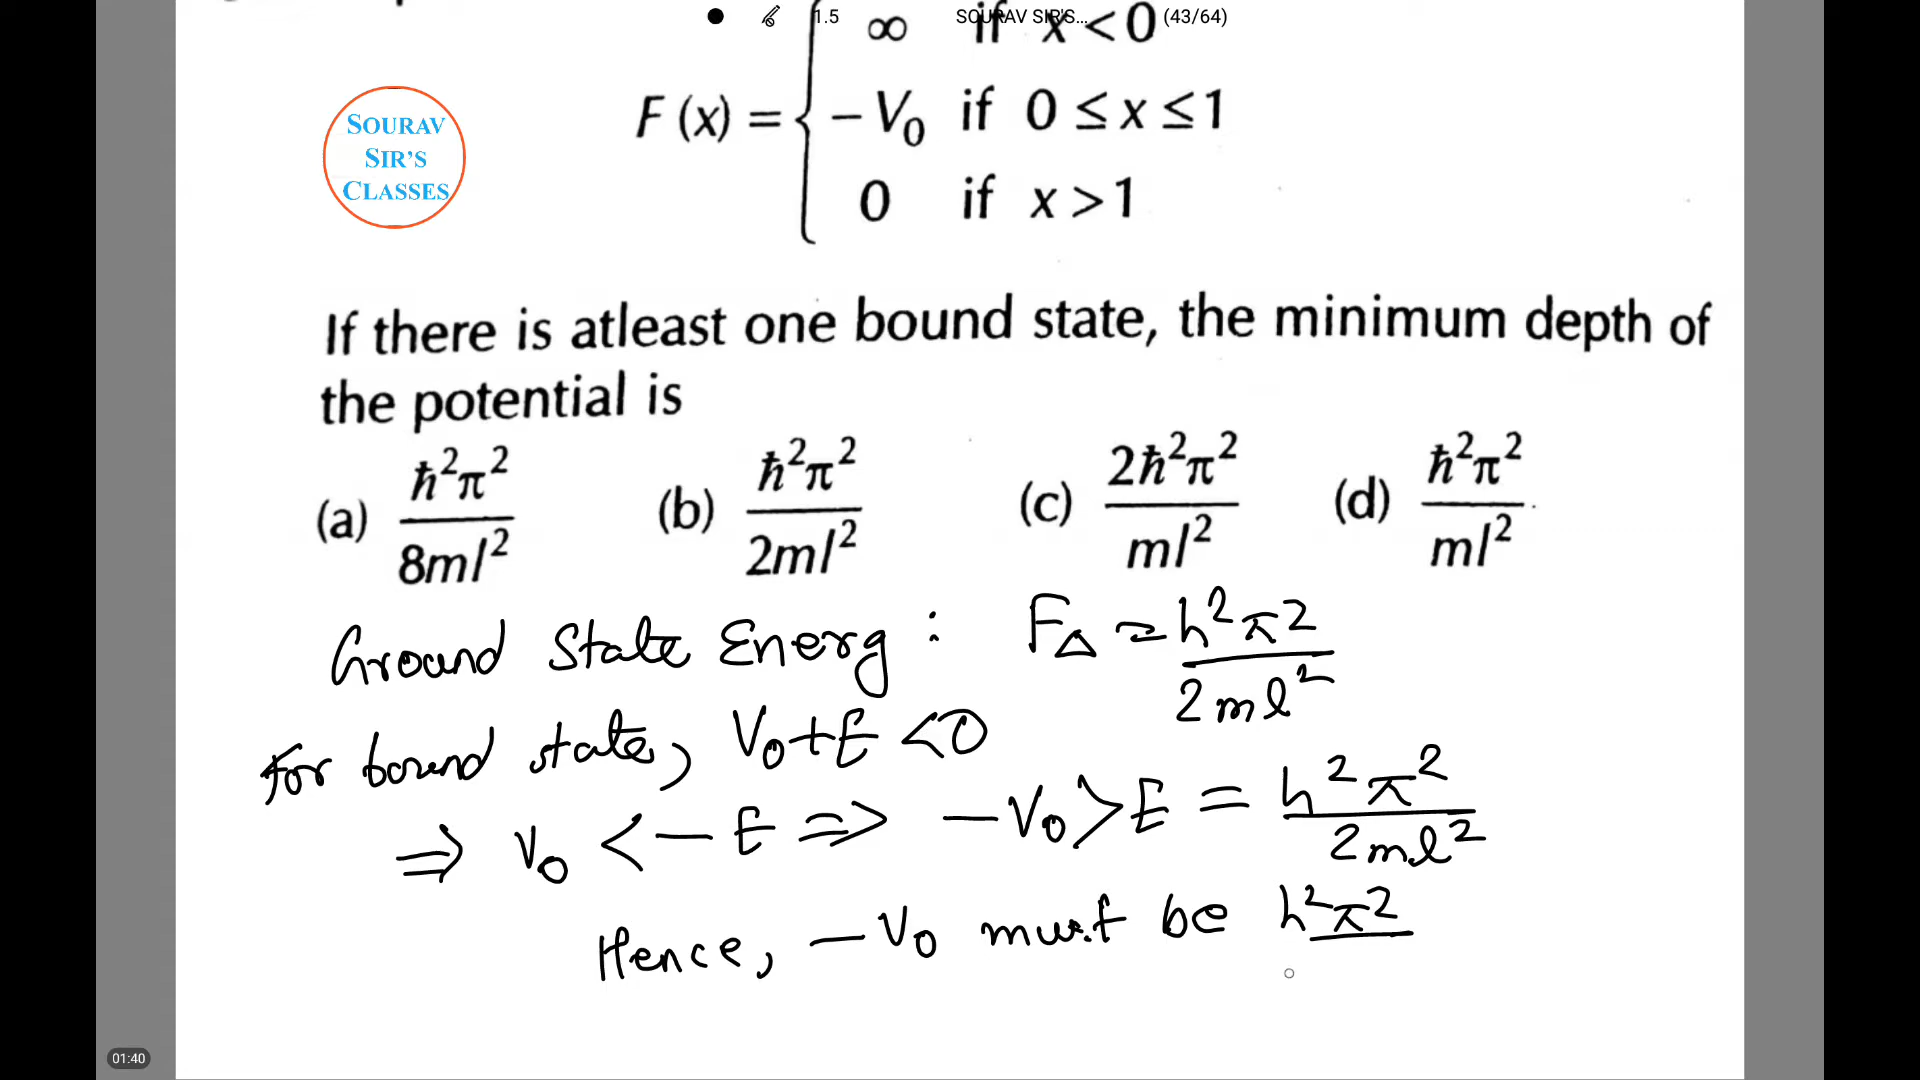 1.5 SOURAV SIR'S... (43/64)
∞ if x < 0
SOURAV
SIR'S
CLASSES
F (x) = { − V₀ if 0 ≤ x ≤ 1
0 if x > 1
If there is atleast one bound state, the minimum depth of
the potential is
(a) ħ²π²/8ml² (b) ħ²π²/2ml² (c) 2ħ²π²/ml² (d) ħ²π²/ml²
Ground State Energy : = h²π²/2ml²
For bound state, V₀+E <0
⇒ V₀ < − E ⇒ −V₀ > E = h²π²/2ml²
Hence, − V₀ must be h²π²
01:40